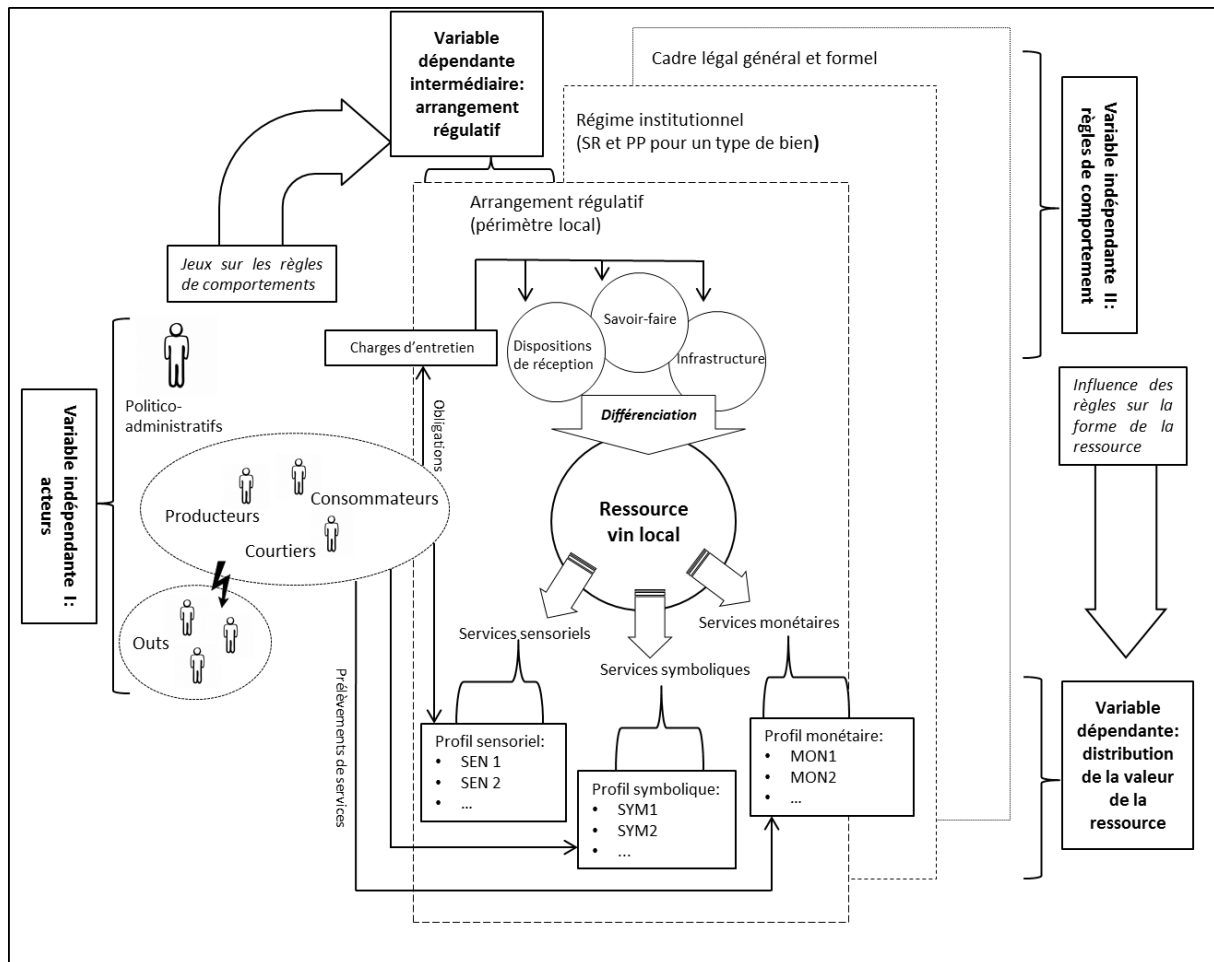 Variable
dépendante
intermédiaire:
arrangement
régulatif
Cadre légal général et formel
Régime institutionnel
(SR et PP pour un type de bien)
Arrangement régulatif
(périmètre local)
Variable indépendante II:
règles de comportement
Jeux sur les règles
de comportements
Savoir-faire
Dispositions
de réception
Infrastructure
Charges d'entretien
Différenciation
Politico-
administratifs
Obligations
Influence des
règles sur la
forme de la
ressource
Variable indépendante I:
acteurs
Consommateurs
Producteurs
Courtiers
Ressource
vin local
Outs
Services sensoriels
Services monétaires
Services symboliques
Prélèvements de services
Profil sensoriel:
• SEN 1
• SEN 2
• ...
Profil symbolique:
• SYM1
• SYM2
• ...
Profil monétaire:
• MON1
• MON2
• ...
Variable
dépendante:
distribution
de la valeur
de la
ressource